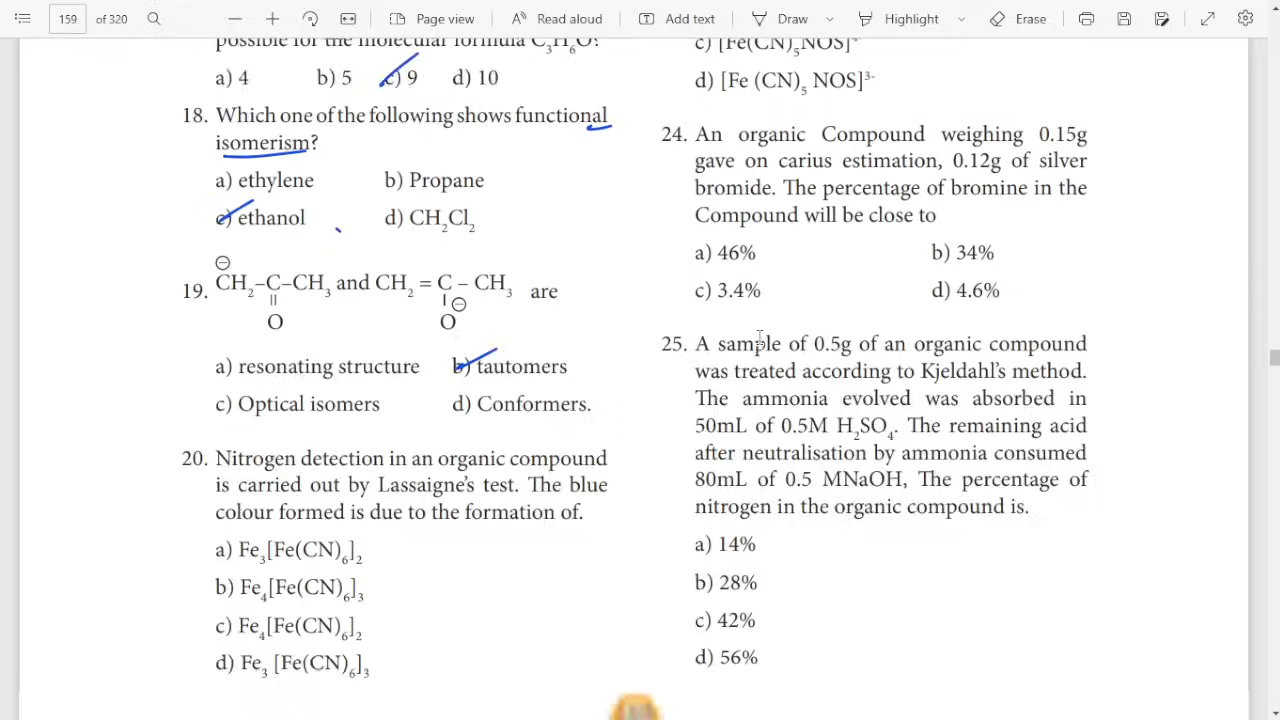 159 of 320 Page view Read aloud Add text Draw Highlight Erase
possible for the molecular formula C₃H₆O?
a) 4 b) 5 c) 9 d) 10
18. Which one of the following shows functional
isomerism?
a) ethylene b) Propane
c) ethanol d) CH₂Cl₂
19. ⊖
CH₂–C–CH₃ and CH₂ = C – CH₃ are
|| | ⊖
O O
a) resonating structure b) tautomers
c) Optical isomers d) Conformers.
20. Nitrogen detection in an organic compound
is carried out by Lassaigne's test. The blue
colour formed is due to the formation of.
a) Fe₃[Fe(CN)₆]₂
b) Fe₄[Fe(CN)₆]₃
c) Fe₄[Fe(CN)₆]₂
d) Fe₃ [Fe(CN)₆]₃
d) [Fe (CN)₅ NOS]³⁻
24. An organic Compound weighing 0.15g
gave on carius estimation, 0.12g of silver
bromide. The percentage of bromine in the
Compound will be close to
a) 46% b) 34%
c) 3.4% d) 4.6%
25. A sample of 0.5g of an organic compound
was treated according to Kjeldahl's method.
The ammonia evolved was absorbed in
50mL of 0.5M H₂SO₄. The remaining acid
after neutralisation by ammonia consumed
80mL of 0.5 MNaOH, The percentage of
nitrogen in the organic compound is.
a) 14%
b) 28%
c) 42%
d) 56%